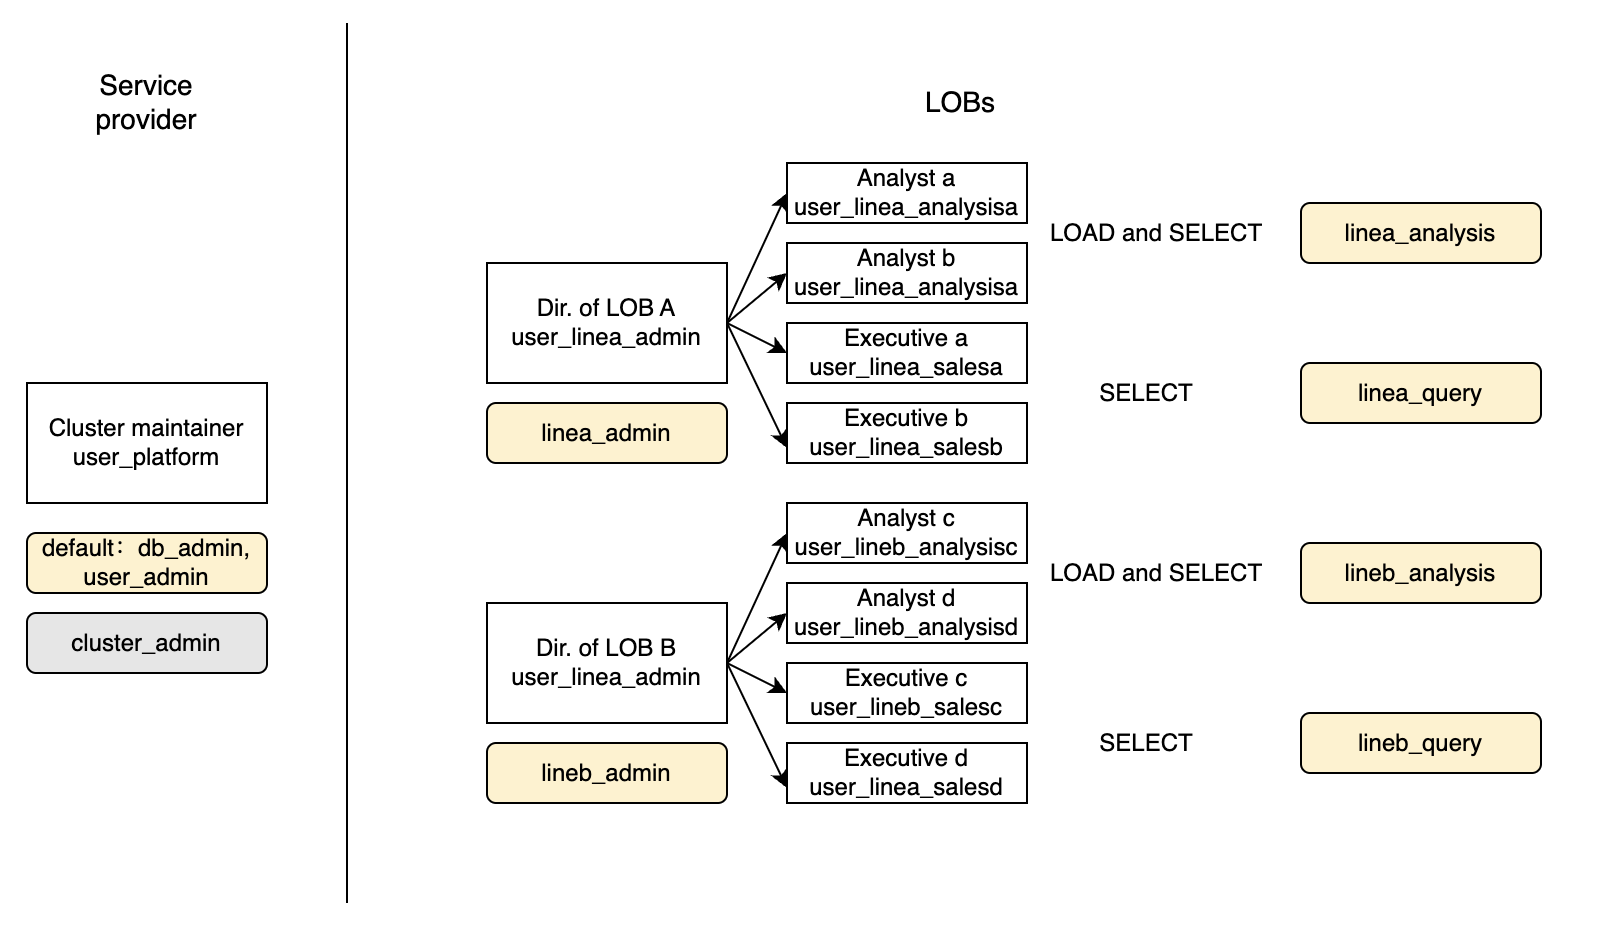 Service
provider
LOBs
Cluster maintainer
user_platform
default：db_admin,
user_admin
cluster_admin
Dir. of LOB A
user_linea_admin
linea_admin
Analyst a
user_linea_analysisa
Analyst b
user_linea_analysisa
Executive a
user_linea_salesa
Executive b
user_linea_salesb
LOAD and SELECT
linea_analysis
SELECT
linea_query
Dir. of LOB B
user_linea_admin
lineb_admin
Analyst c
user_lineb_analysisc
Analyst d
user_lineb_analysisd
Executive c
user_lineb_salesc
Executive d
user_linea_salesd
LOAD and SELECT
lineb_analysis
SELECT
lineb_query